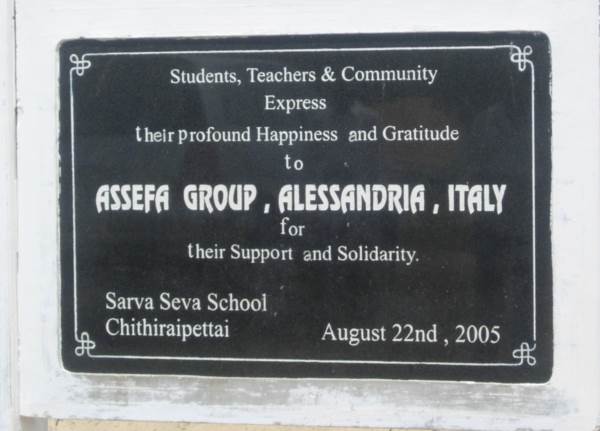 Students, Teachers & Community
Express
their profound Happiness and Gratitude
to
ASSEFA GROUP, ALESSANDRIA, ITALY
for
their Support and Solidarity.
Sarva Seva School
Chithiraipettai
August 22nd, 2005